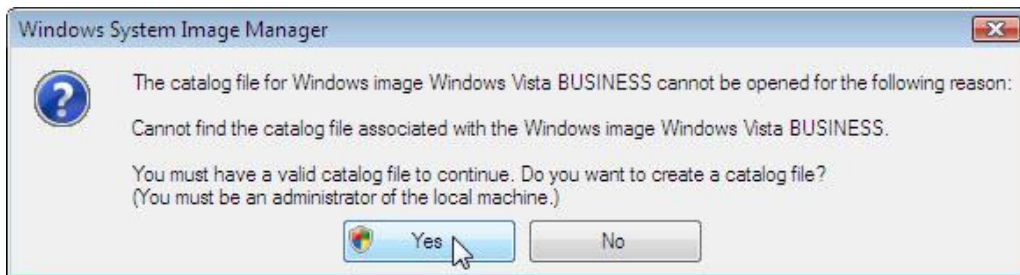 Windows System Image Manager
The catalog file for Windows image Windows Vista BUSINESS cannot be opened for the following reason:
Cannot find the catalog file associated with the Windows image Windows Vista BUSINESS.
You must have a valid catalog file to continue. Do you want to create a catalog file?
(You must be an administrator of the local machine.)
Yes
No